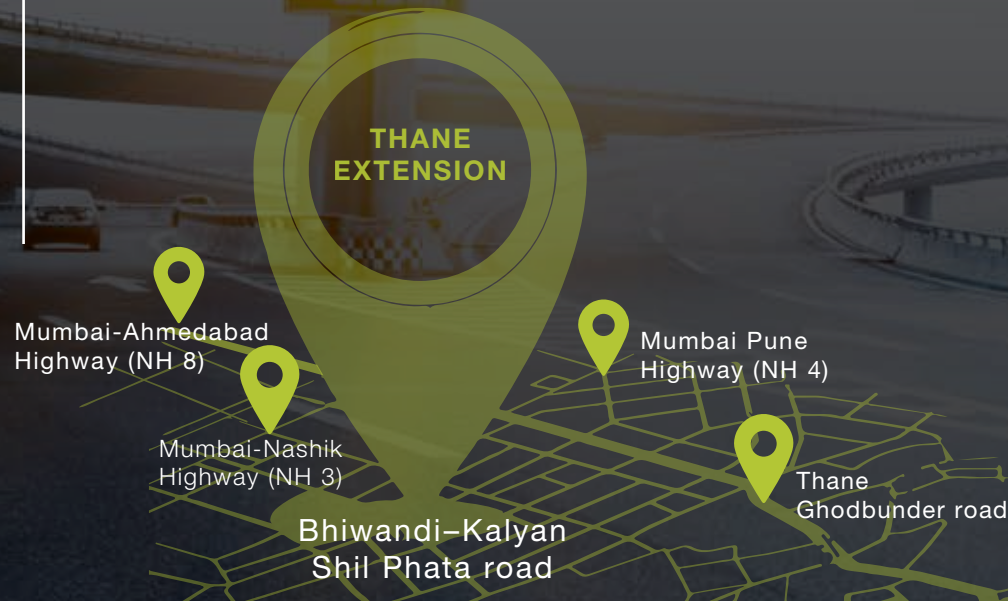 THANE
EXTENSION
Mumbai-Ahmedabad
Highway (NH 8)
Mumbai Pune
Highway (NH 4)
Mumbai-Nashik
Highway (NH 3)
Thane
Ghodbunder road
Bhiwandi–Kalyan
Shil Phata road